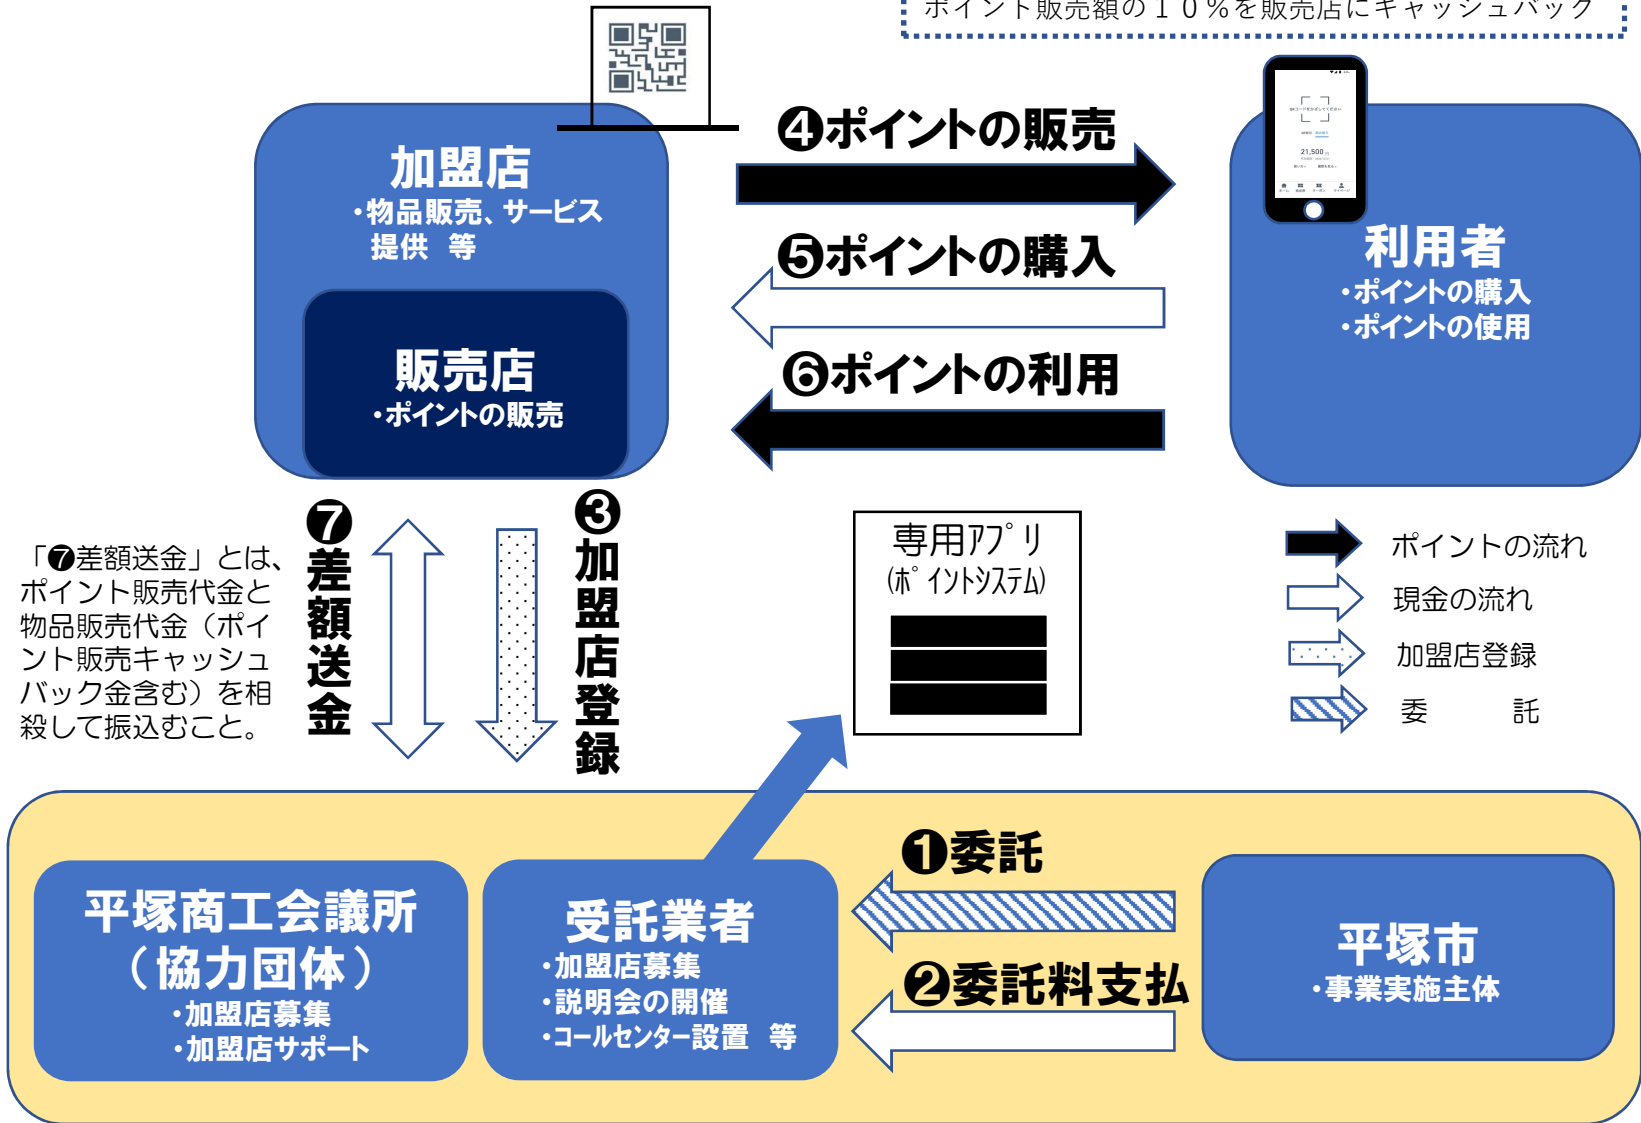 ポイント販売額の１０％を販売店にキャッシュバック
加盟店
・物品販売、サービス
提供 等
販売店
・ポイントの販売
❹ポイントの販売
❺ポイントの購入
❻ポイントの利用
21,500
利用者
・ポイントの購入
・ポイントの使用
「❼差額送金」とは、
ポイント販売代金と
物品販売代金（ポイ
ント販売キャッシュ
バック金含む）を相
殺して振込むこと。
❼差額送金
❸加盟店登録
専用ｱﾌﾟﾘ
(ﾎﾟｲﾝﾄｼｽﾃﾑ)
ポイントの流れ
現金の流れ
加盟店登録
委 託
平塚商工会議所
（協力団体）
・加盟店募集
・加盟店サポート
受託業者
・加盟店募集
・説明会の開催
・ｺｰﾙｾﾝﾀｰ設置 等
❶委託
❷委託料支払
平塚市
・事業実施主体